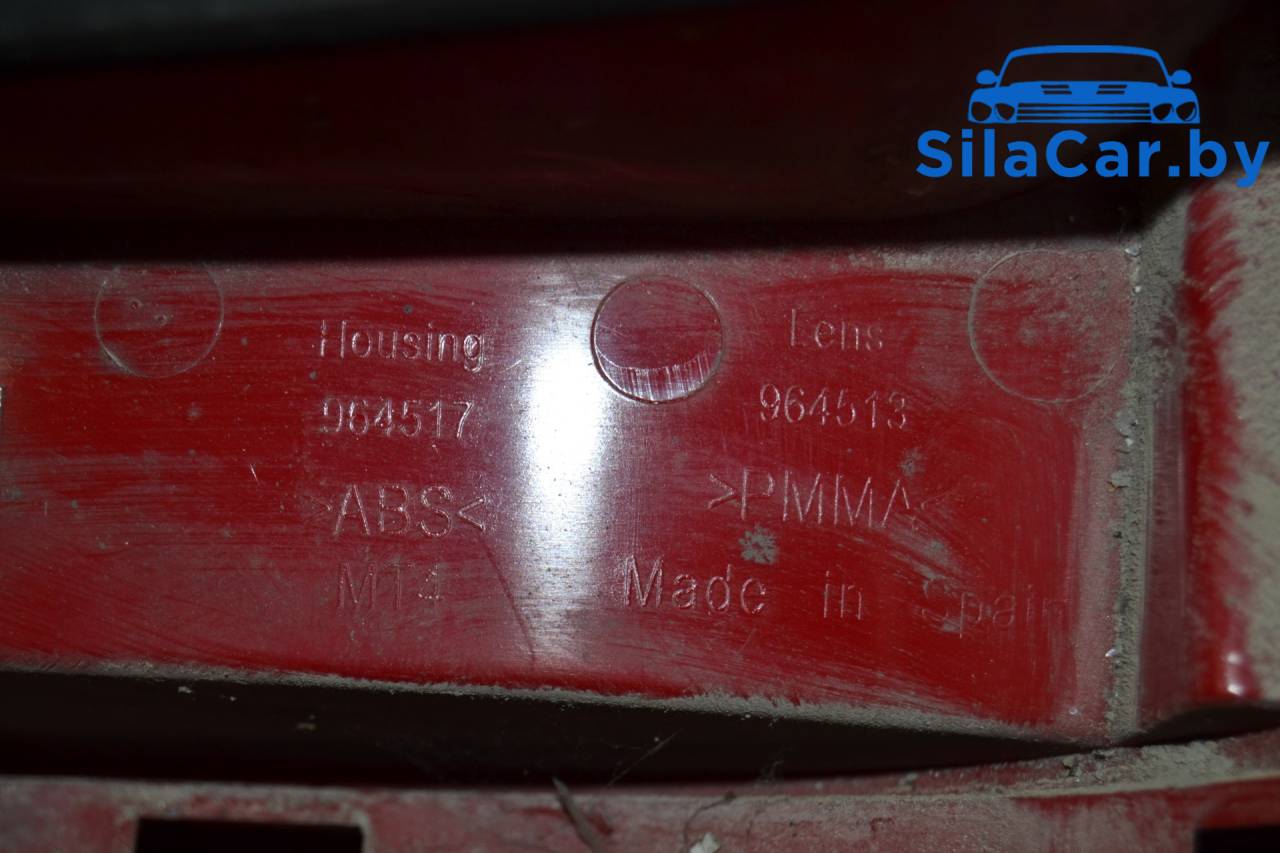 SilaCar.by
Housing
964517
>ABS<
M14
Lens
964513
>PMMA<
Made in Spain